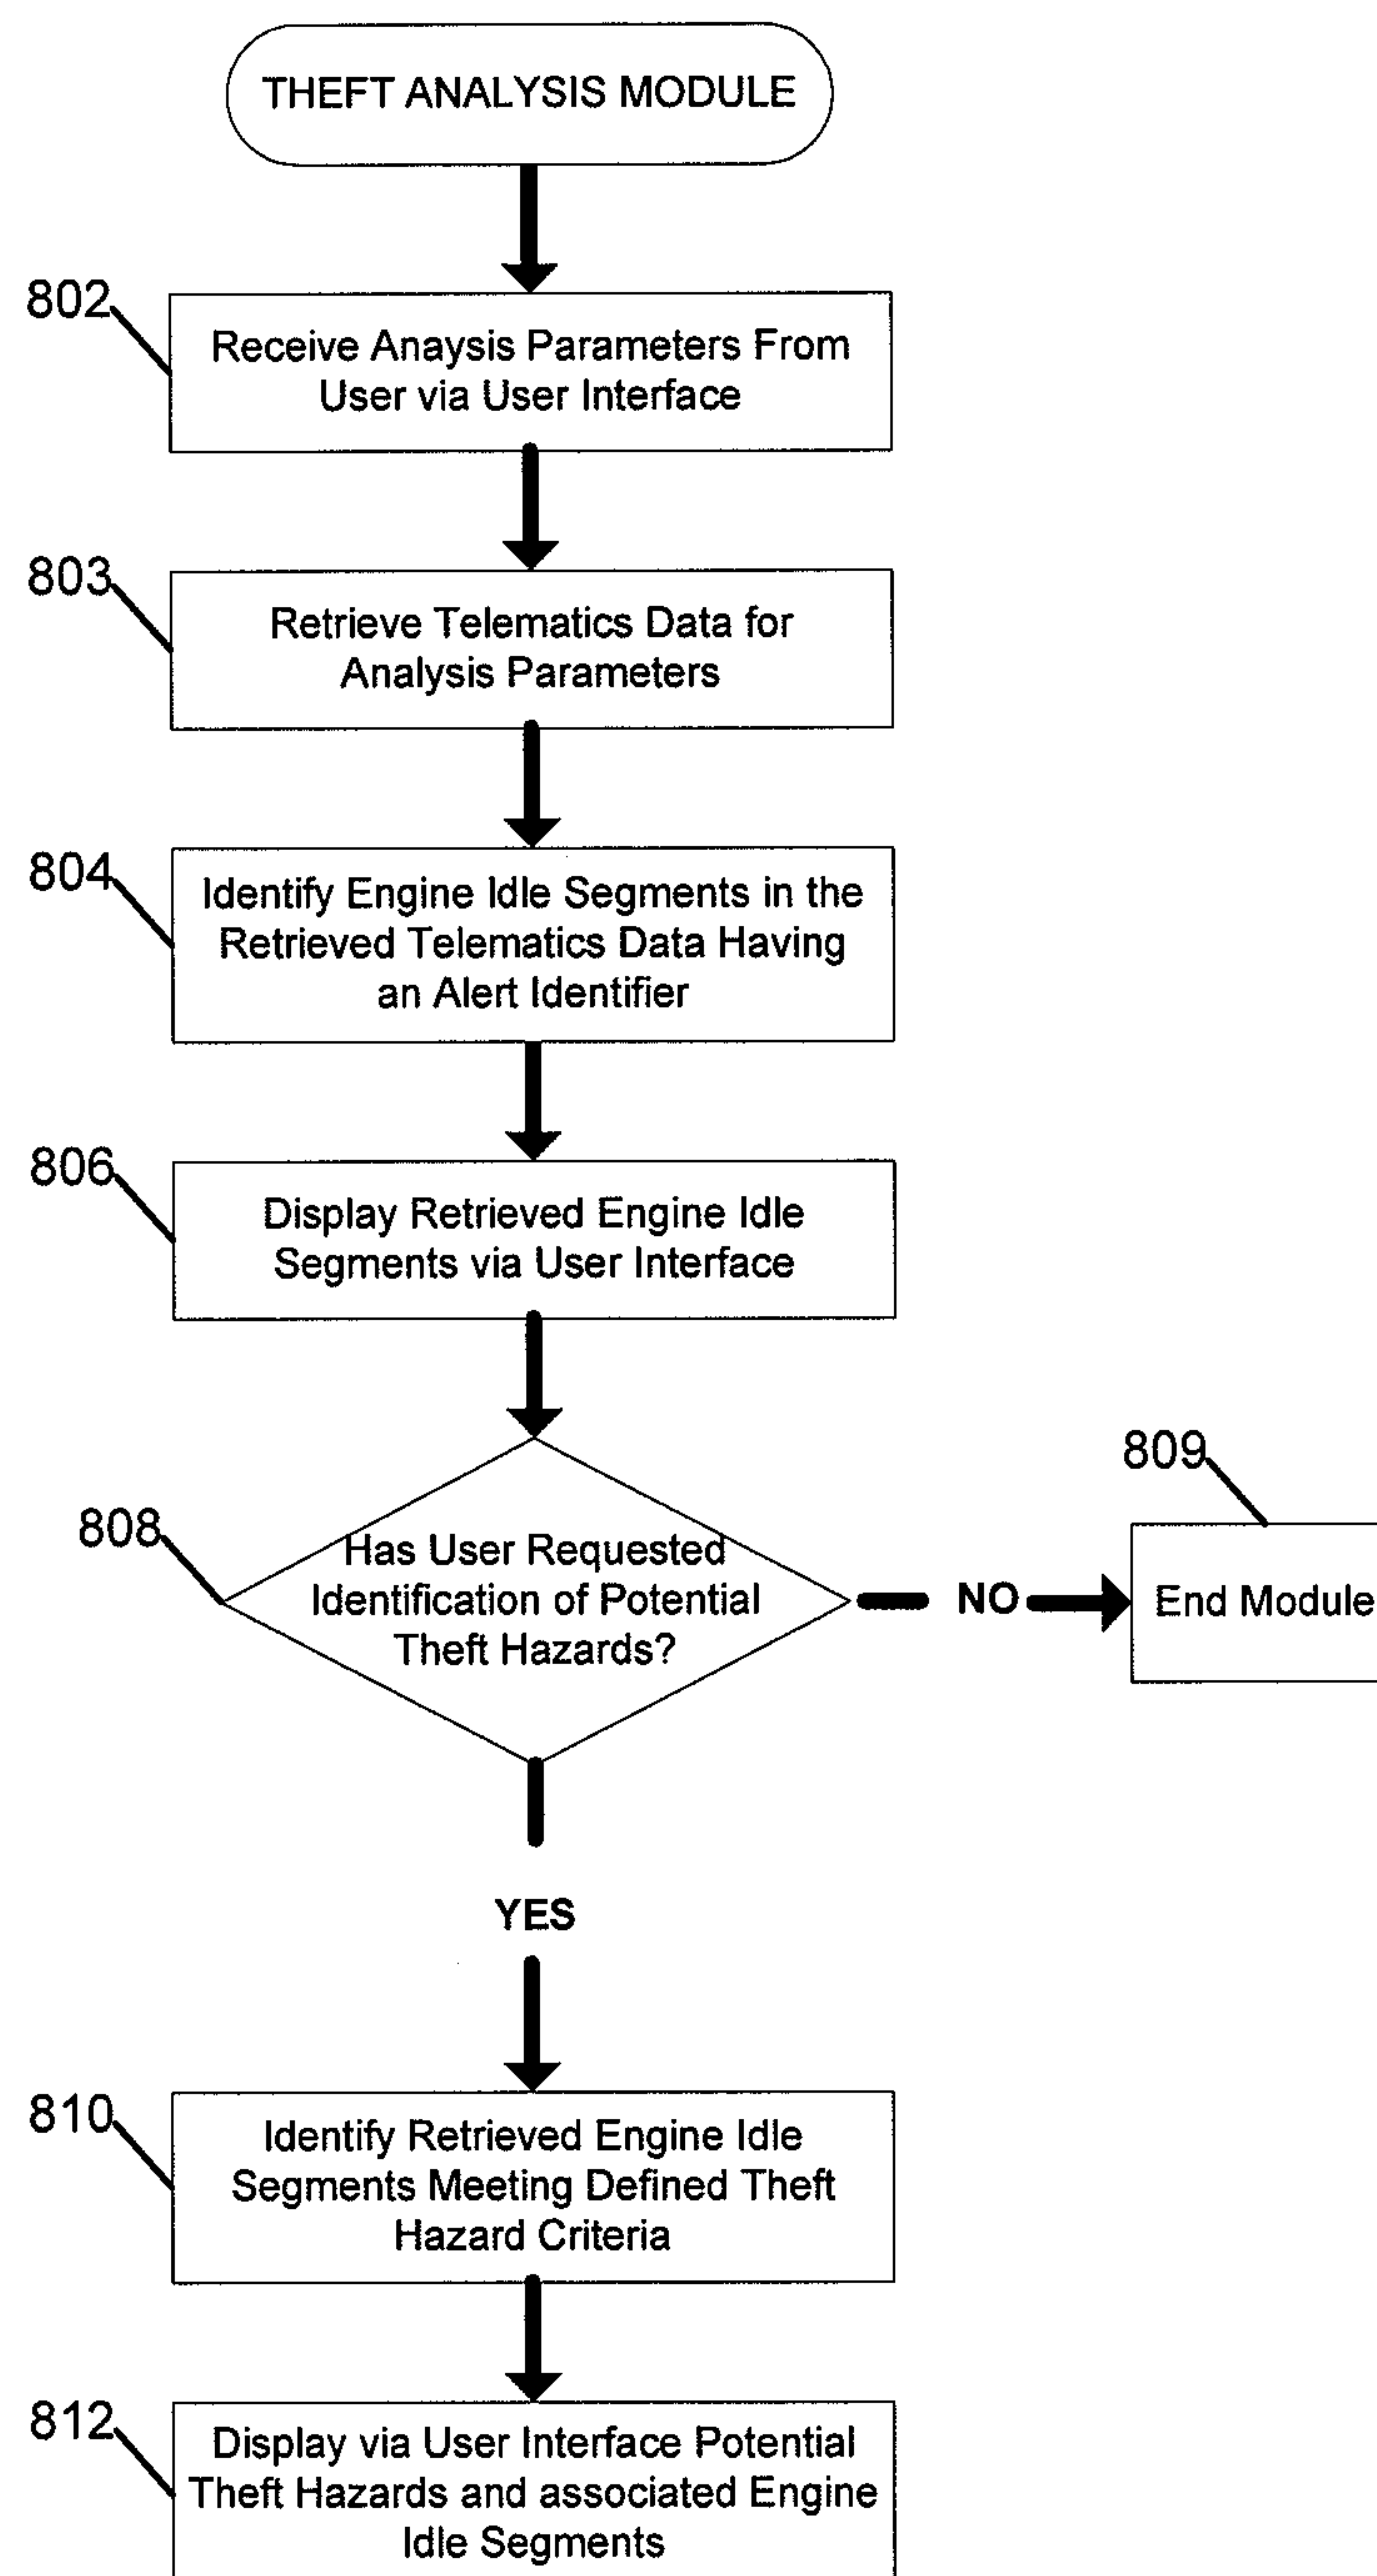 THEFT ANALYSIS MODULE
802
Receive Anaysis Parameters From
User via User Interface
803
Retrieve Telematics Data for
Analysis Parameters
804
Identify Engine Idle Segments in the
Retrieved Telematics Data Having
an Alert Identifier
806
Display Retrieved Engine Idle
Segments via User Interface
808
Has User Requested
Identification of Potential
Theft Hazards?
NO
809
End Module
YES
810
Identify Retrieved Engine Idle
Segments Meeting Defined Theft
Hazard Criteria
812
Display via User Interface Potential
Theft Hazards and associated Engine
Idle Segments